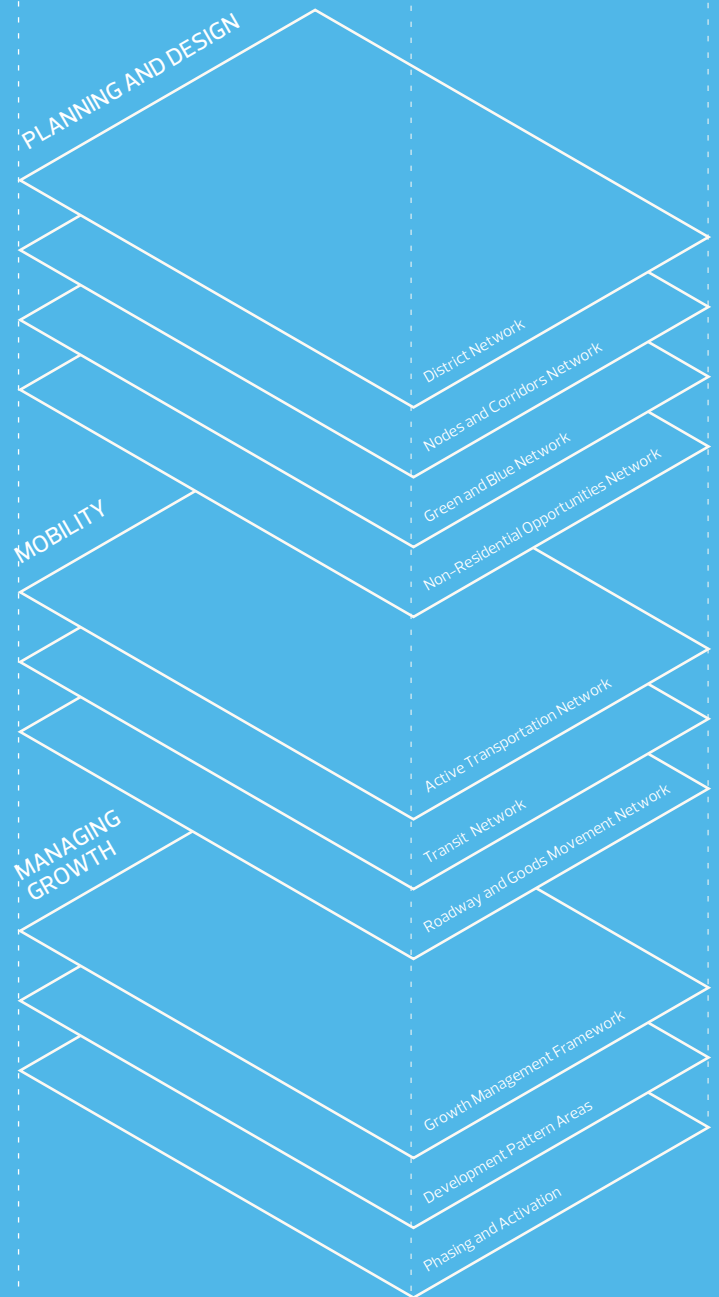 PLANNING AND DESIGN
District Network
Nodes and Corridors Network
Green and Blue Network
Non-Residential Opportunities Network
MOBILITY
Active Transportation Network
Transit Network
Roadway and Goods Movement Network
MANAGING
GROWTH
Growth Management Framework
Development Pattern Areas
Phasing and Activation